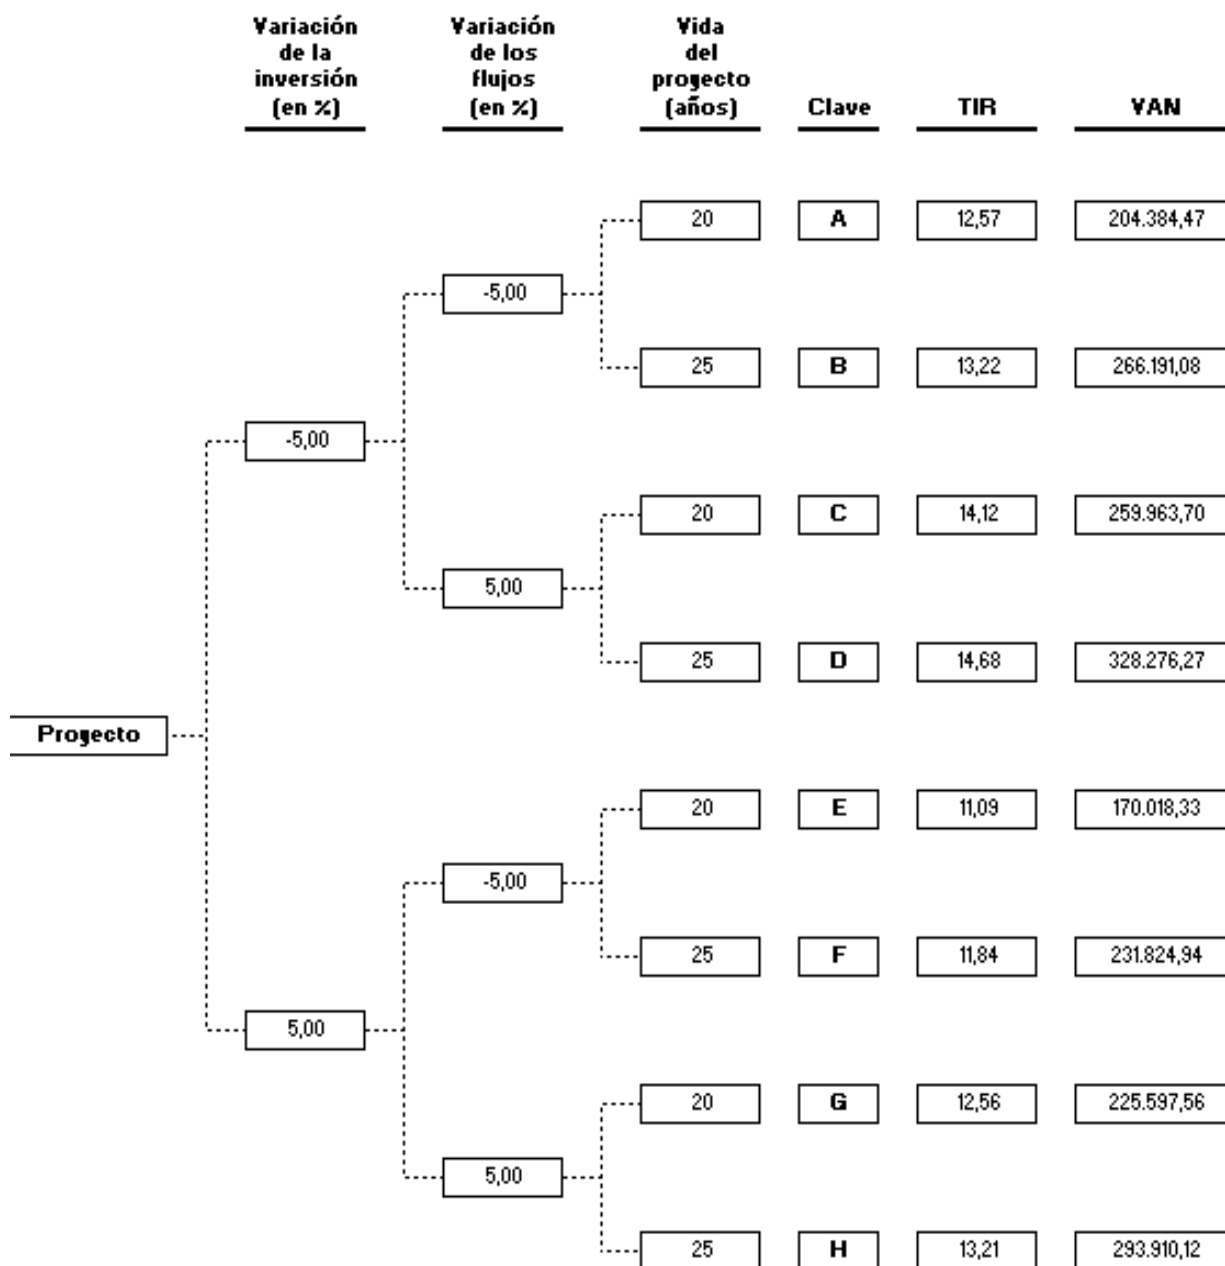 Variación
de la
inversión
(en %)
Variación
de los
flujos
(en %)
Vida
del
proyecto
(años)
Clave
TIR
VAN
20
A
12,57
204.384,47
-5,00
25
B
13,22
266.191,08
-5,00
20
C
14,12
259.963,70
5,00
25
D
14,68
328.276,27
Proyecto
20
E
11,09
170.018,33
-5,00
25
F
11,84
231.824,94
5,00
20
G
12,56
225.597,56
5,00
25
H
13,21
293.910,12